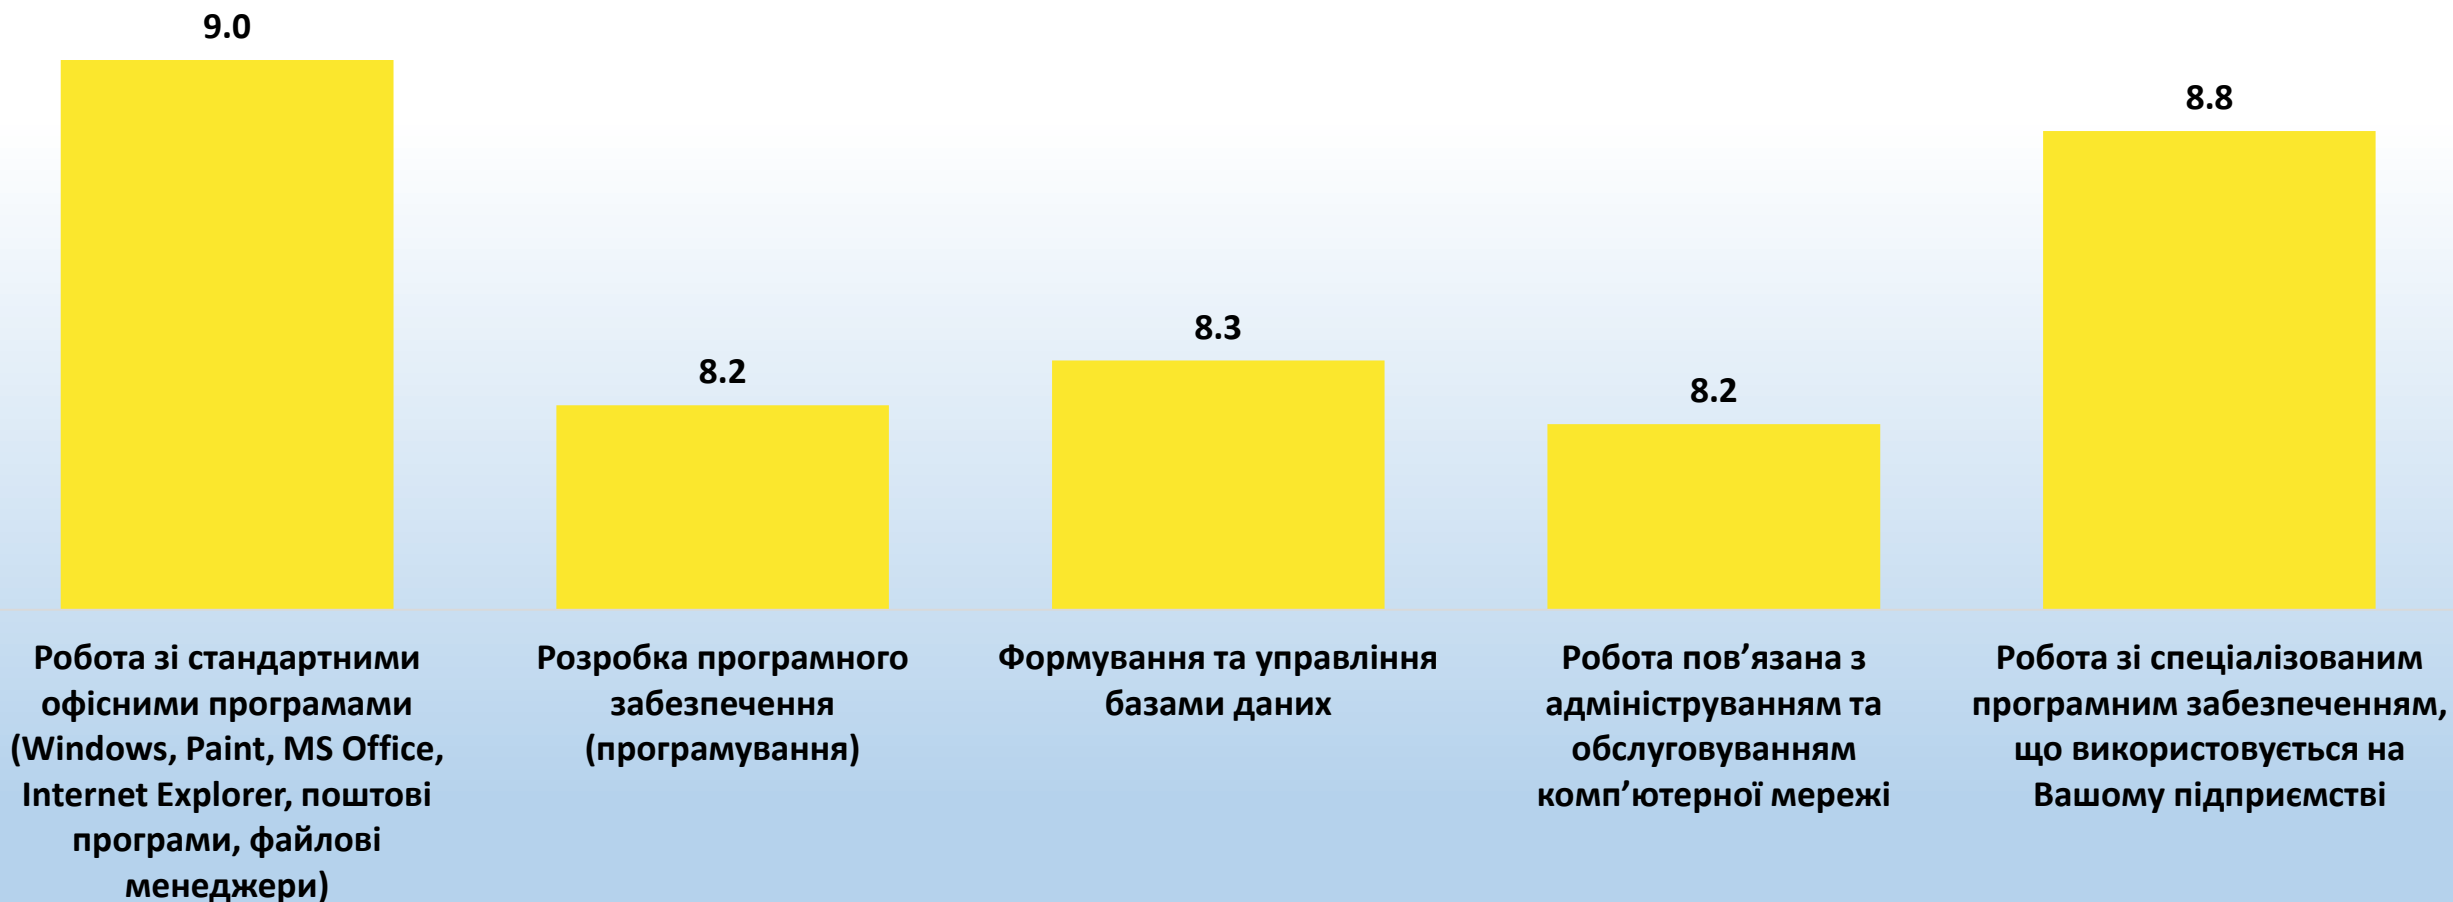 9.0
8.2
8.3
8.2
8.8
Робота зі стандартними
офісними програмами
(Windows, Paint, MS Office,
Internet Explorer, поштові
програми, файлові
менеджери)
Розробка програмного
забезпечення
(програмування)
Формування та управління
базами даних
Робота пов’язана з
адмініструванням та
обслуговуванням
комп’ютерної мережі
Робота зі спеціалізованим
програмним забезпеченням,
що використовується на
Вашому підприємстві